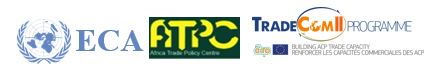 ECA
ATPC
Africa Trade Policy Centre
TRADECOM II PROGRAMME
acp
BUILDING ACP TRADE CAPACITY
RENFORCER LES CAPACITÉS COMMERCIALES DES ACP